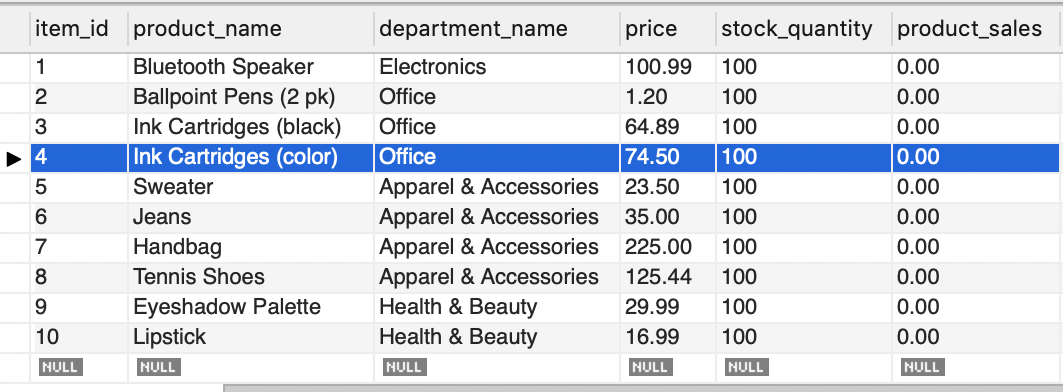 item_id product_name department_name price stock_quantity product_sales
1 Bluetooth Speaker Electronics 100.99 100 0.00
2 Ballpoint Pens (2 pk) Office 1.20 100 0.00
3 Ink Cartridges (black) Office 64.89 100 0.00
4 Ink Cartridges (color) Office 74.50 100 0.00
5 Sweater Apparel & Accessories 23.50 100 0.00
6 Jeans Apparel & Accessories 35.00 100 0.00
7 Handbag Apparel & Accessories 225.00 100 0.00
8 Tennis Shoes Apparel & Accessories 125.44 100 0.00
9 Eyeshadow Palette Health & Beauty 29.99 100 0.00
10 Lipstick Health & Beauty 16.99 100 0.00
NULL NULL NULL NULL NULL NULL